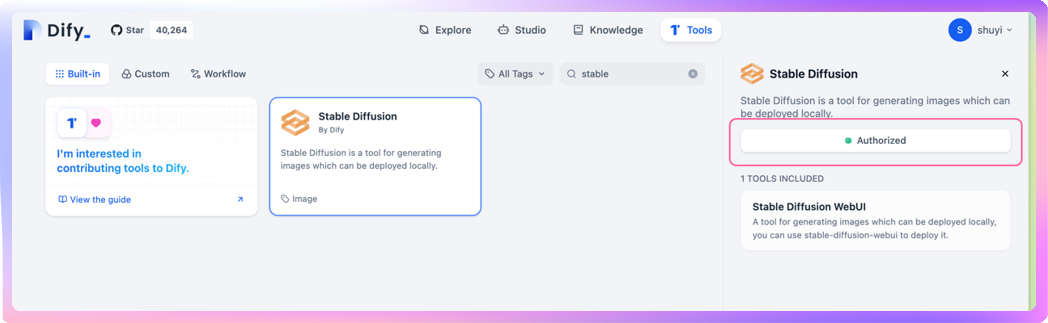 Dify_
Star 40,264
Explore
Studio
Knowledge
Tools
S
shuyi
Built-in
Custom
Workflow
All Tags
stable
I'm interested in
contributing tools to Dify.
View the guide
Stable Diffusion
By Dify
Stable Diffusion is a tool for generating
images which can be deployed locally.
Image
Stable Diffusion
Stable Diffusion is a tool for generating images which can
be deployed locally.
Authorized
1 TOOLS INCLUDED
Stable Diffusion WebUI
A tool for generating images which can be deployed locally,
you can use stable-diffusion-webui to deploy it.